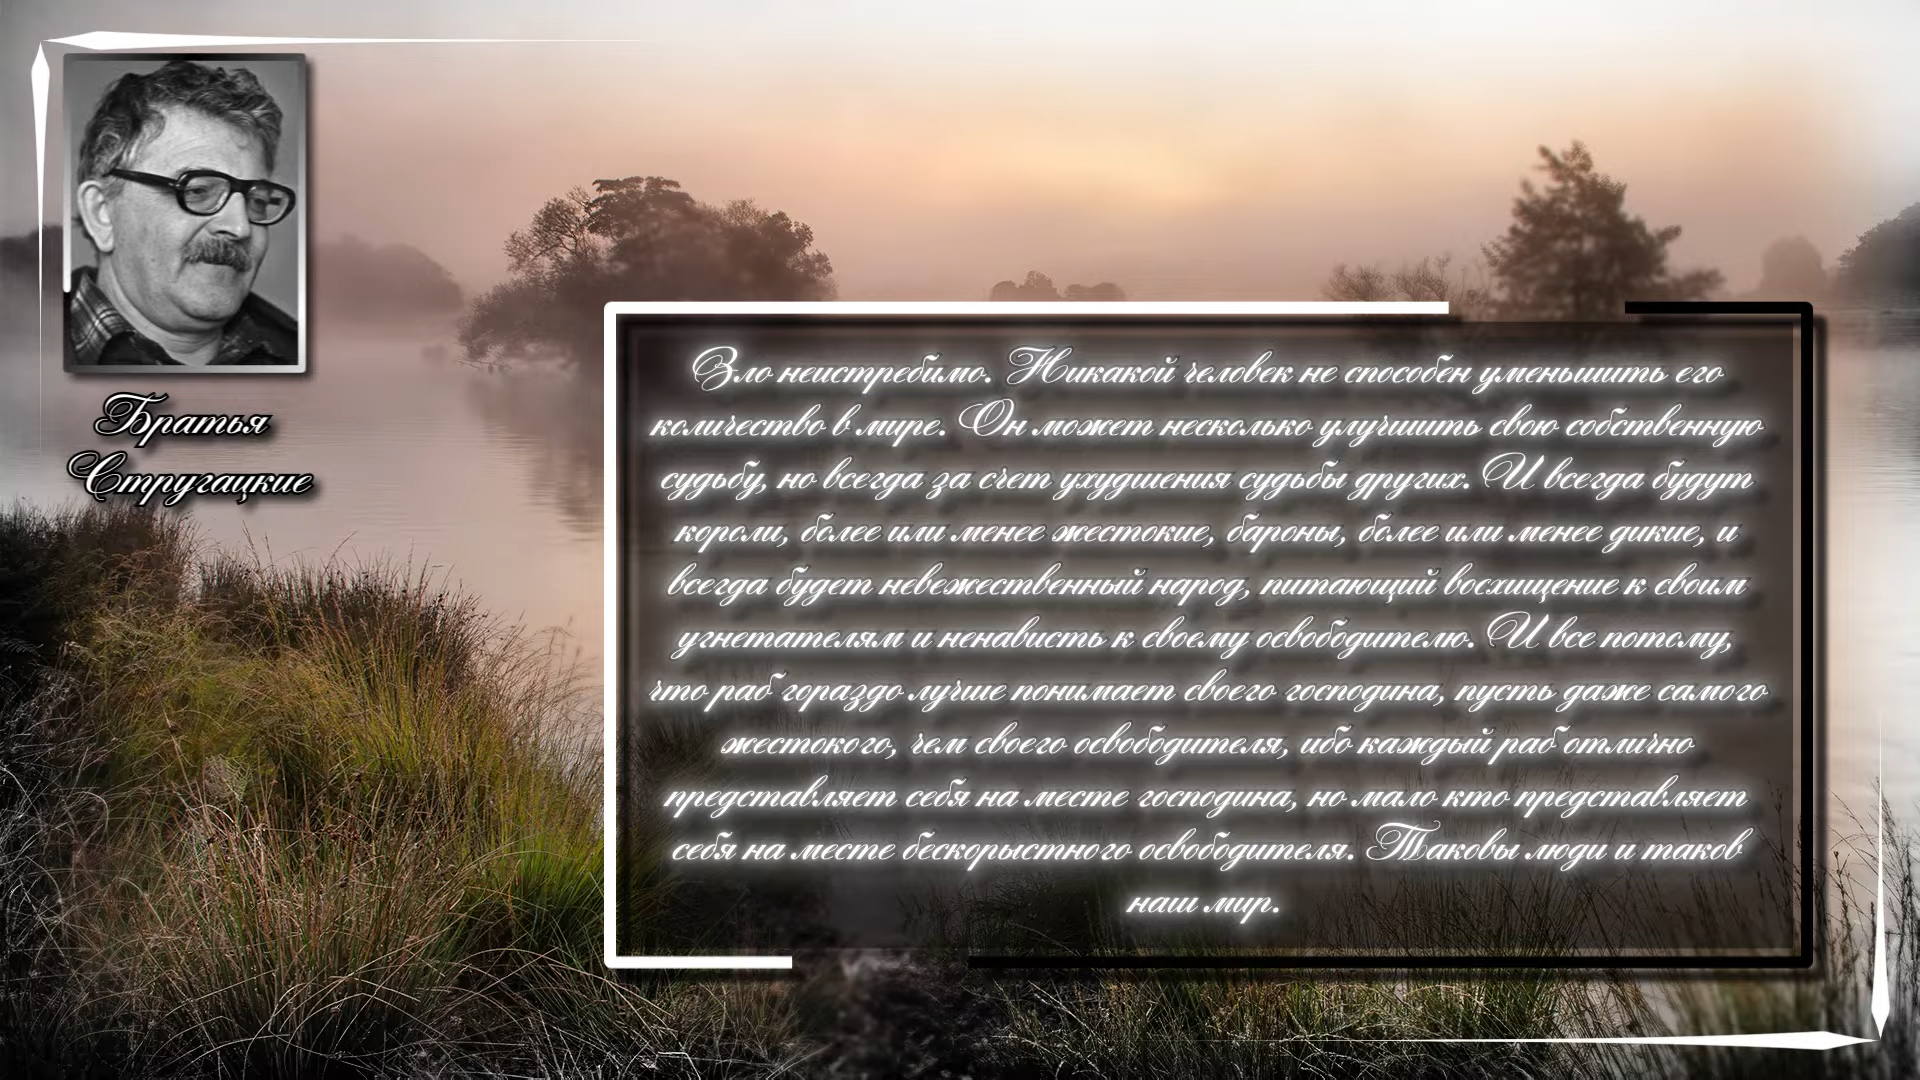 Братья
Стругацкие
Зло неистребимо. Никакой человек не способен уменьшить его
количество в мире. Он может несколько улучшить свою собственную
судьбу, но всегда за счет ухудшения судьбы других. И всегда будут
короли, более или менее жестокие, бароны, более или менее дикие, и
всегда будет невежественный народ, питающий восхищение к своим
угнетателям и ненависть к своему освободителю. И все потому,
что раб гораздо лучше понимает своего господина, пусть даже самого
жестокого, чем своего освободителя, ибо каждый раб отлично
представляет себя на месте господина, но мало кто представляет
себя на месте бескорыстного освободителя. Таковы люди и таков
наш мир.